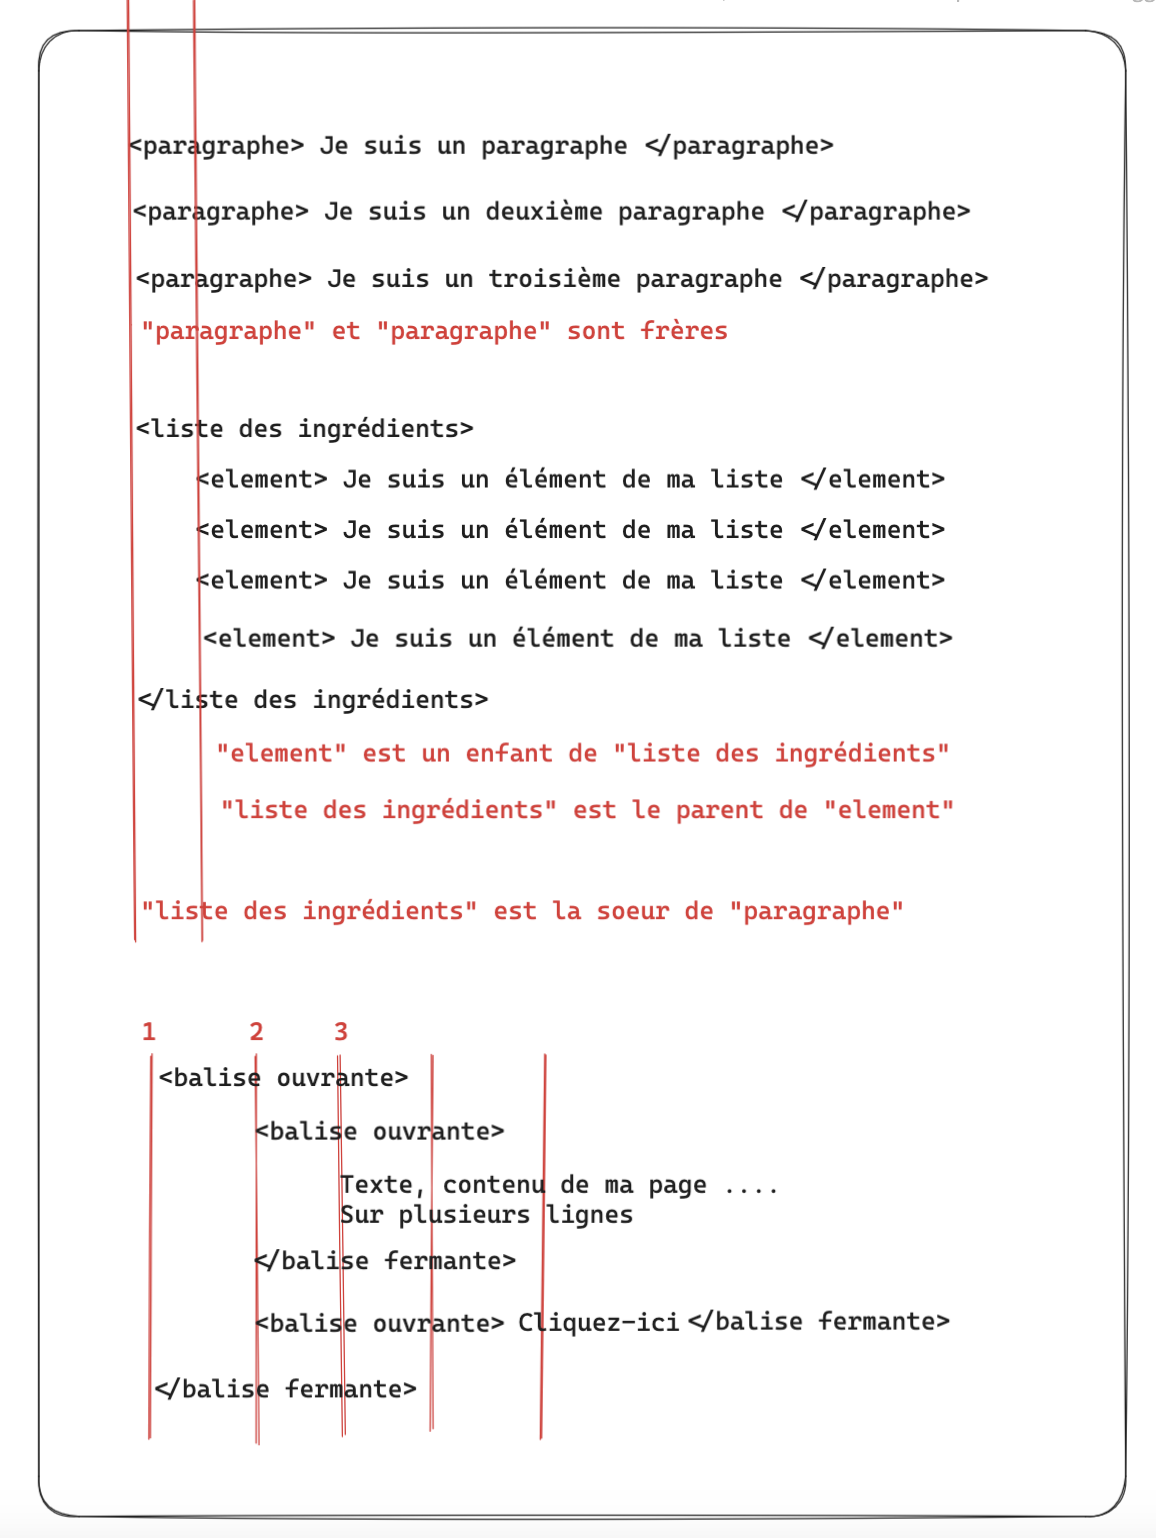 <paragraphe> Je suis un paragraphe </paragraphe>
<paragraphe> Je suis un deuxième paragraphe </paragraphe>
<paragraphe> Je suis un troisième paragraphe </paragraphe>
"paragraphe" et "paragraphe" sont frères
<liste des ingrédients>
<element> Je suis un élément de ma liste </element>
<element> Je suis un élément de ma liste </element>
<element> Je suis un élément de ma liste </element>
<element> Je suis un élément de ma liste </element>
</liste des ingrédients>
"element" est un enfant de "liste des ingrédients"
"liste des ingrédients" est le parent de "element"
"liste des ingrédients" est la soeur de "paragraphe"
1 2 3
<balise ouvrante>
<balise ouvrante>
Texte, contenu de ma page ....
Sur plusieurs lignes
</balise fermante>
<balise ouvrante> Cliquez-ici </balise fermante>
</balise fermante>